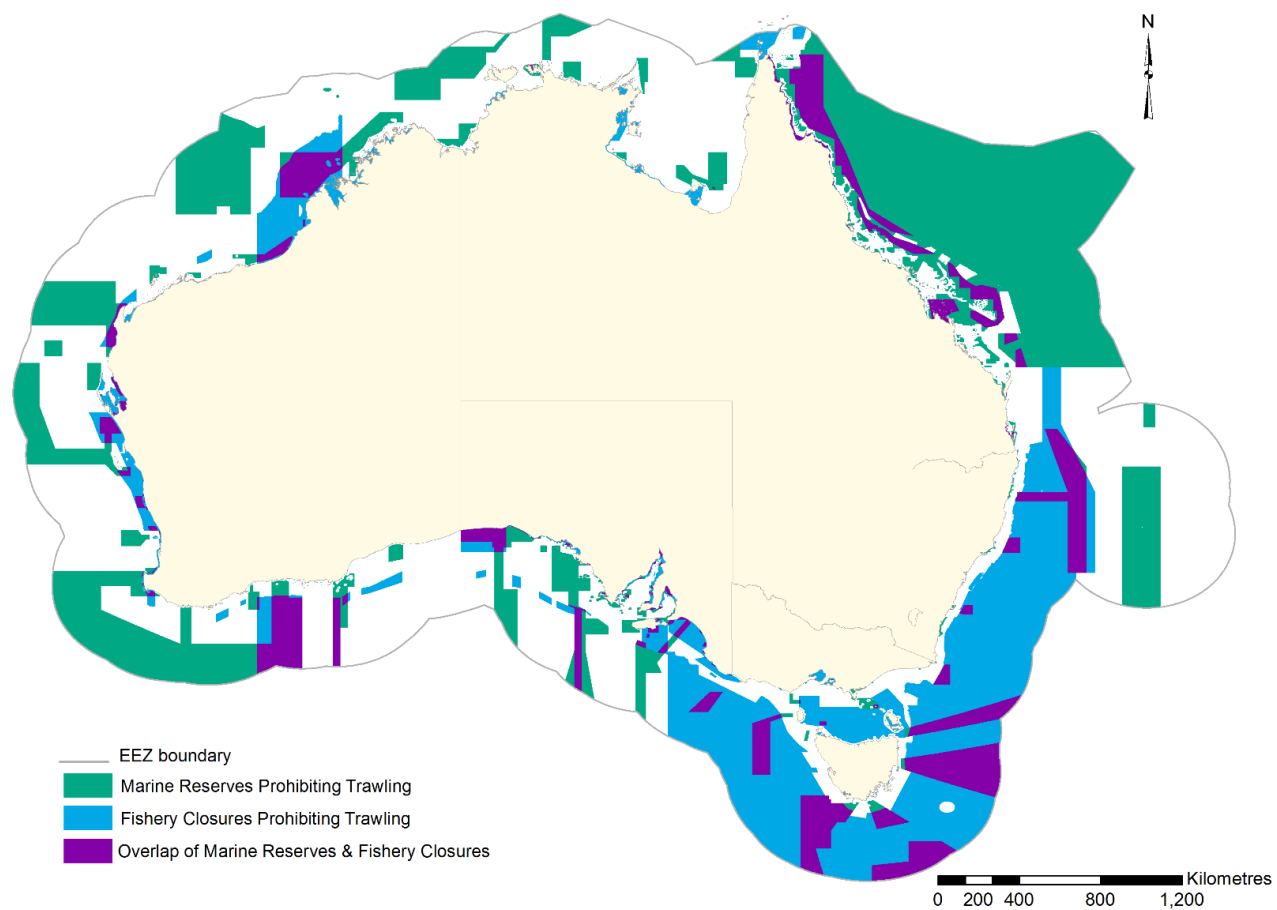 N
EEZ boundary
Marine Reserves Prohibiting Trawling
Fishery Closures Prohibiting Trawling
Overlap of Marine Reserves & Fishery Closures
Kilometres
0 200 400 800 1,200